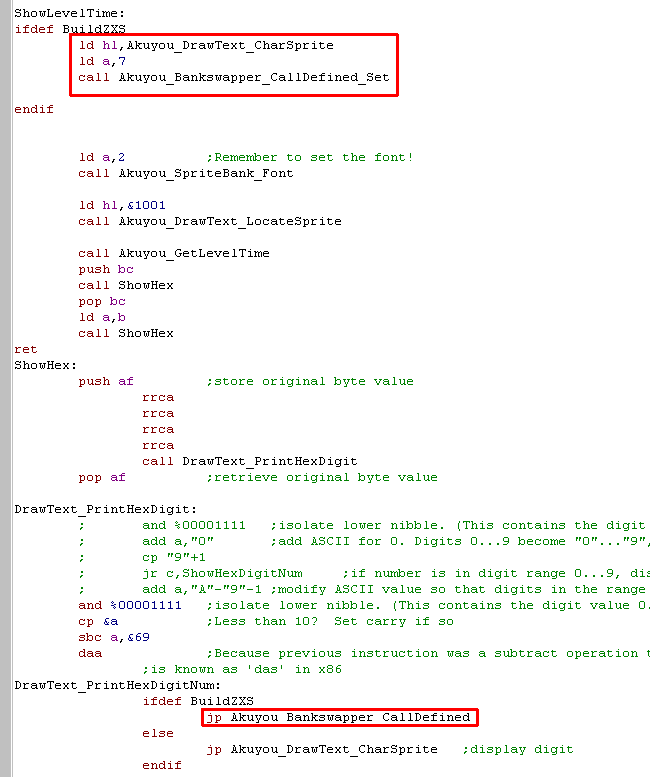 ShowLevelTime:
ifdef BuildZXS
ld hl,Akuyou_DrawText_CharSprite
ld a,7
call Akuyou_Bankswapper_CallDefined_Set
endif
ld a,2 ;Remember to set the font!
call Akuyou_SpriteBank_Font
ld hl,&1001
call Akuyou_DrawText_LocateSprite
call Akuyou_GetLevelTime
push bc
call ShowHex
pop bc
ld a,b
call ShowHex
ret
ShowHex:
push af ;store original byte value
rrca
rrca
rrca
rrca
call DrawText_PrintHexDigit
pop af ;retrieve original byte value
DrawText_PrintHexDigit:
; and %00001111 ;isolate lower nibble. (This contains the digit
; add a,"0" ;add ASCII for 0. Digits 0...9 become "0"..."9",
; cp "9"+1
; jr c,ShowHexDigitNum ;if number is in digit range 0...9, dis
; add a,"A"-"9"-1 ;modify ASCII value so that digits in the range
and %00001111 ;isolate lower nibble. (This contains the digit value 0.
cp &a ;Less than 10? Set carry if so
sbc a,&69
daa ;Because previous instruction was a subtract operation t
;is known as 'das' in x86
DrawText_PrintHexDigitNum:
ifdef BuildZXS
jp Akuyou_Bankswapper_CallDefined
else
jp Akuyou_DrawText_CharSprite ;display digit
endif